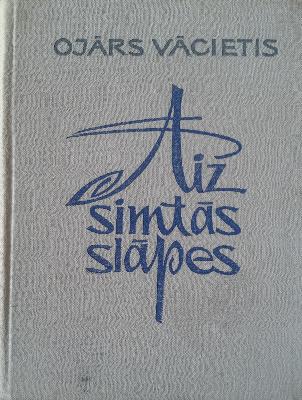 OJĀRS VĀCIETIS
Aiz
simtās
slāpes